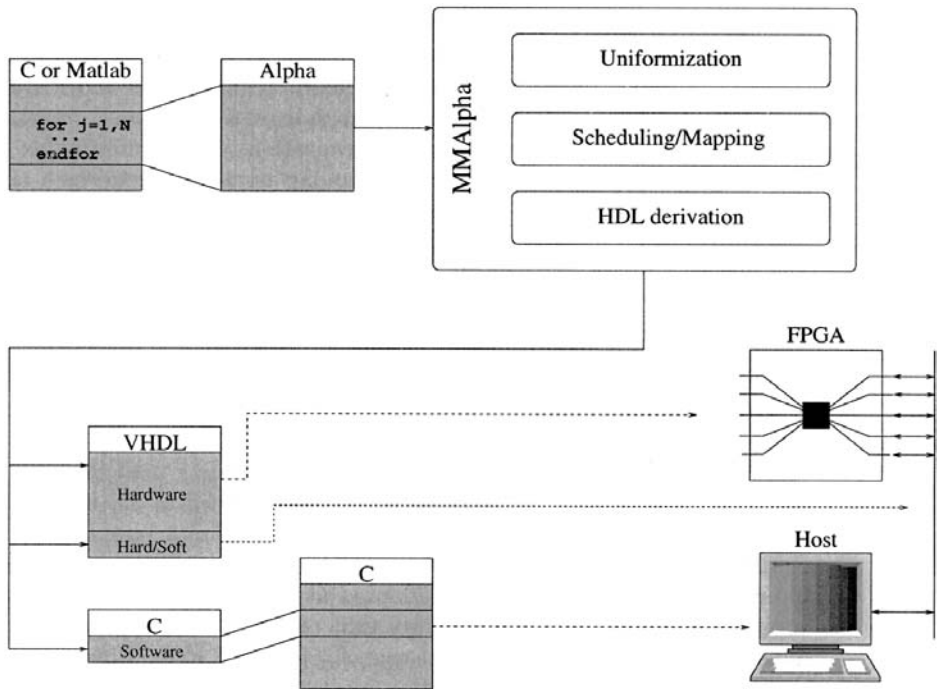 C or Matlab
for j=1,N
...
endfor
Alpha
MMAlpha
Uniformization
Scheduling/Mapping
HDL derivation
FPGA
VHDL
Hardware
Hard/Soft
Host
C
C
Software